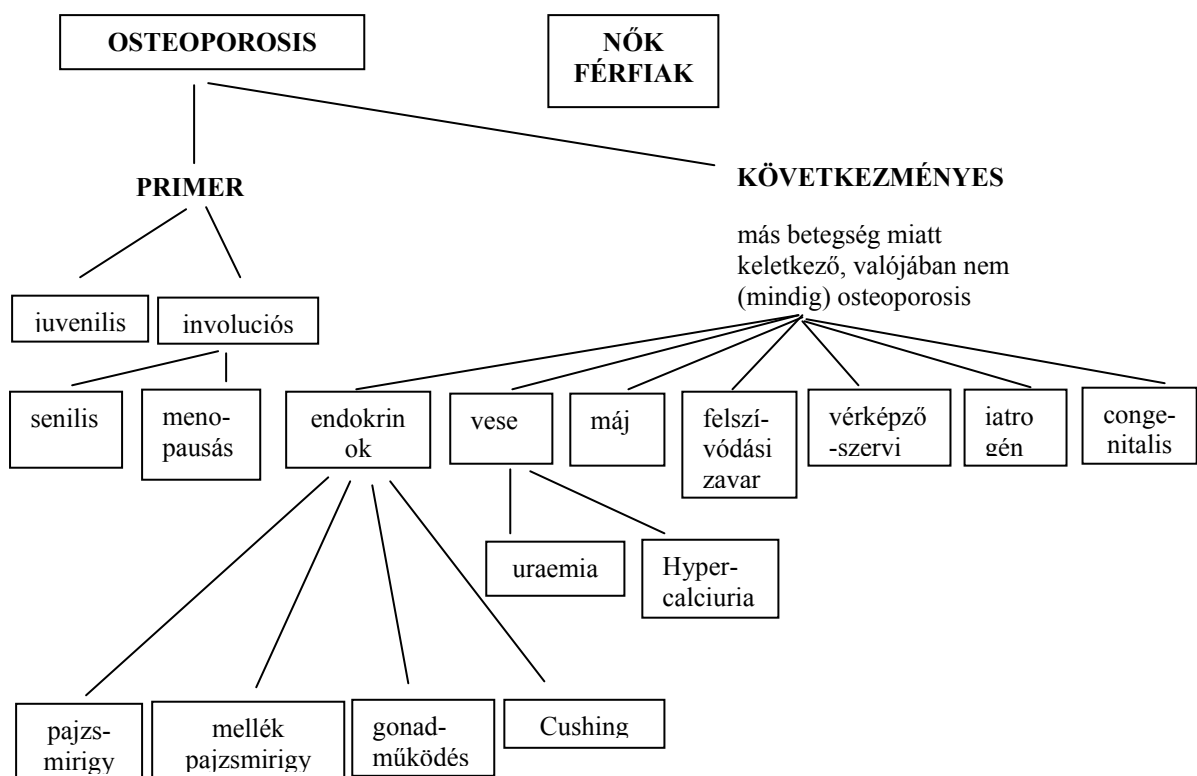 OSTEOPOROSIS
NŐK
FÉRFIAK
PRIMER
KÖVETKEZMÉNYES
más betegség miatt
keletkező, valójában nem
(mindig) osteoporosis
juvenilis
involuciós
senilis
meno-
pausás
endokrin
ok
vese
máj
felszí-
vódási
zavar
vérképző
-szervi
iatro
gén
conge-
nitalis
uraemia
Hyper-
calciuria
pajzs-
mirigy
mellék
pajzsmirigy
gonad-
működés
Cushing